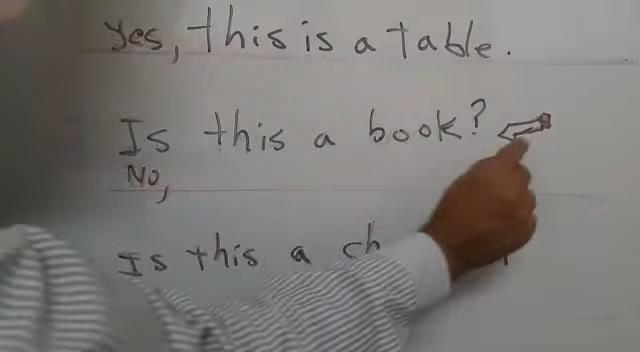 Yes, this is a table.
Is this a book?
No,
Is this a